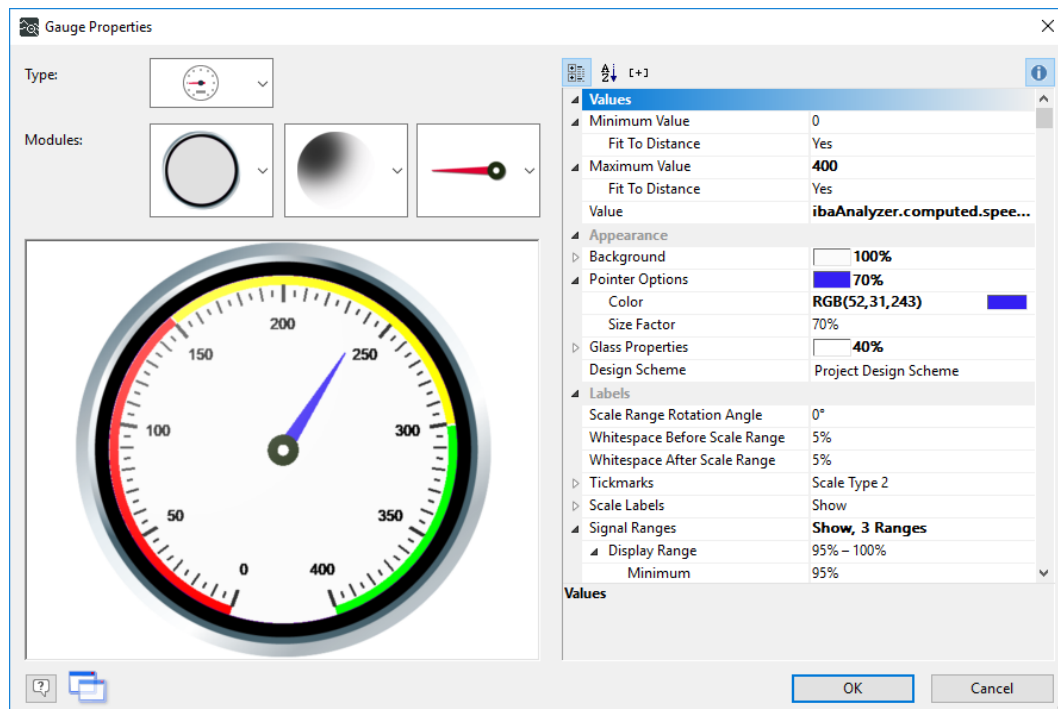 Gauge Properties
Type:
Modules:
200
150
250
100
300
50
350
0
400
Values
Minimum Value 0
Fit To Distance Yes
Maximum Value 400
Fit To Distance Yes
Value ibaAnalyzer.computed.spee...
Appearance
Background 100%
Pointer Options 70%
Color RGB(52,31,243)
Size Factor 70%
Glass Properties 40%
Design Scheme Project Design Scheme
Labels
Scale Range Rotation Angle 0°
Whitespace Before Scale Range 5%
Whitespace After Scale Range 5%
Tickmarks Scale Type 2
Scale Labels Show
Signal Ranges Show, 3 Ranges
Display Range 95% – 100%
Minimum 95%
Values
OK
Cancel